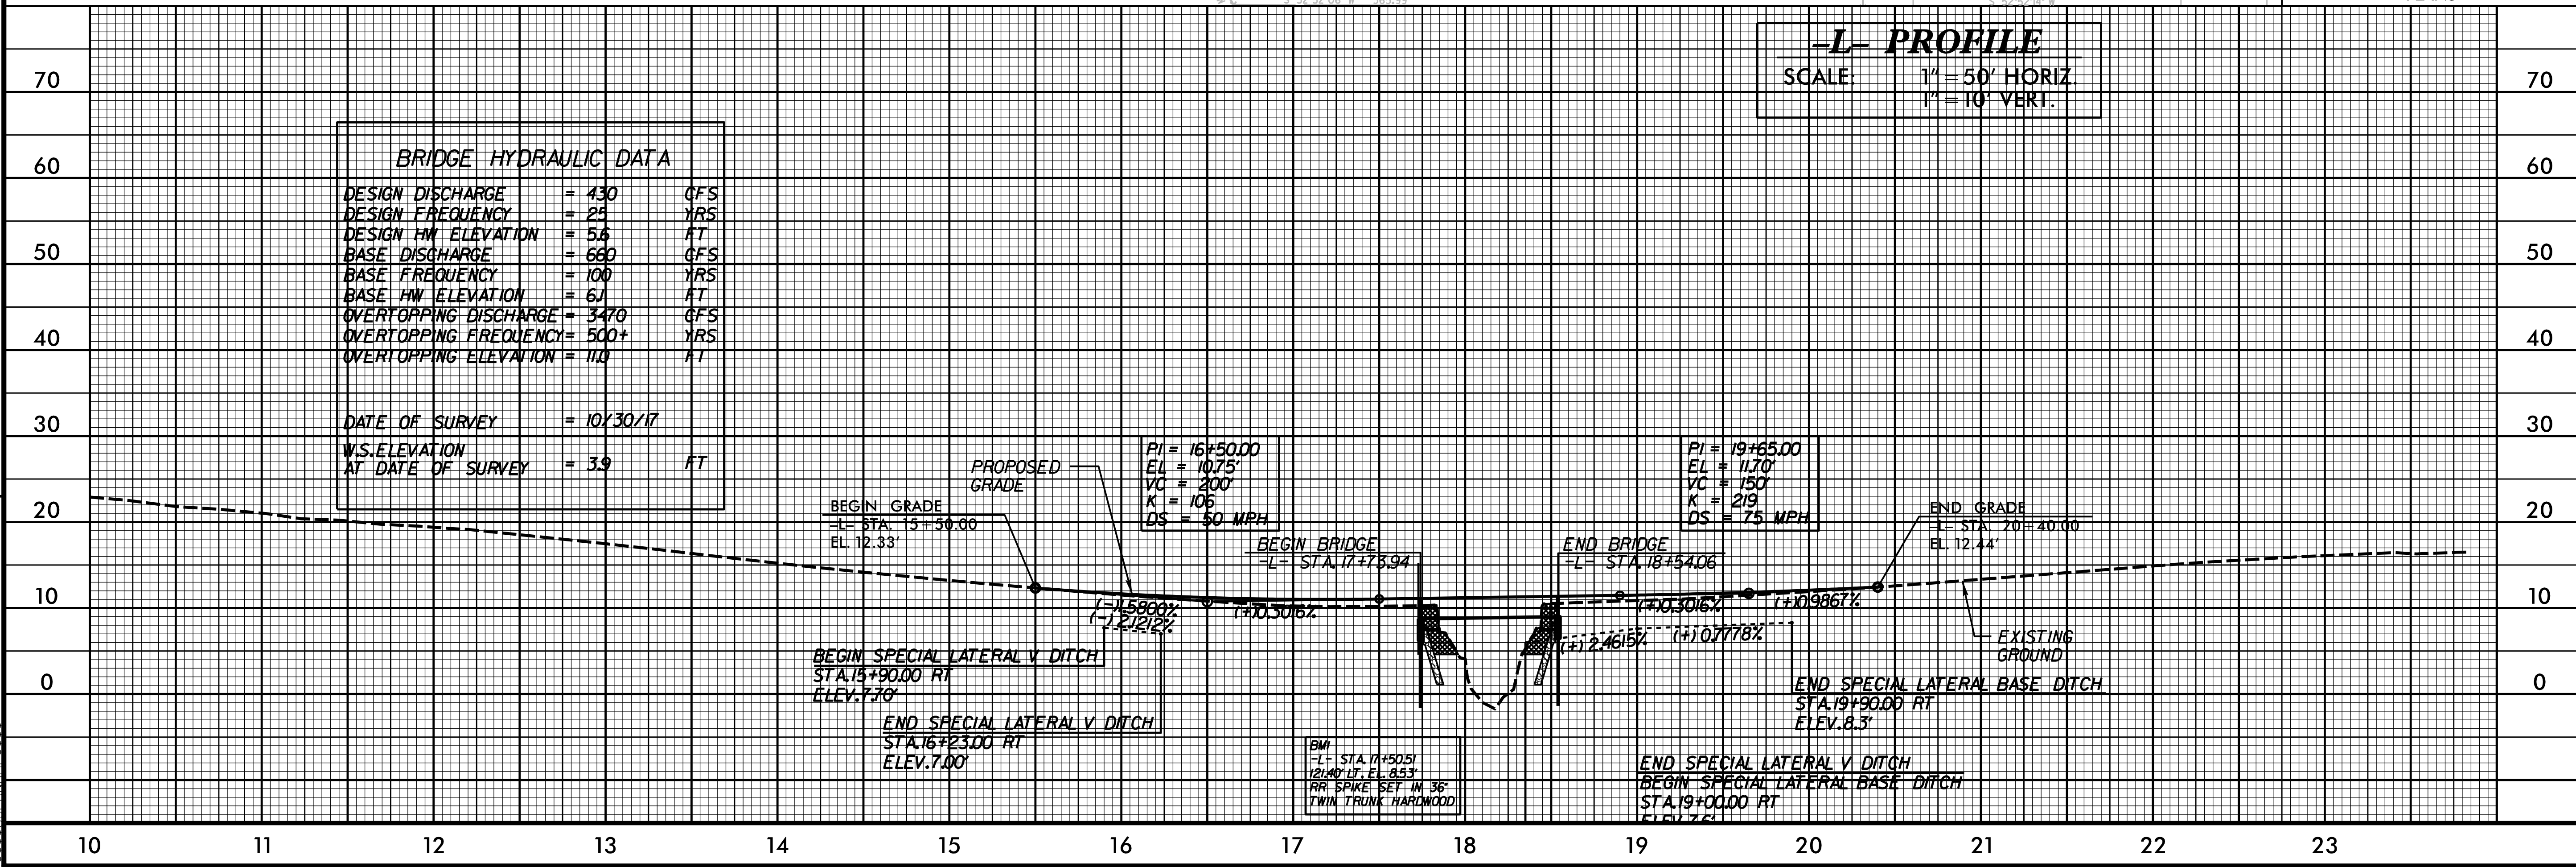 -L- PROFILE
SCALE: 1" = 50' HORIZ.
1" = 10' VERT.
70 70
60 60
50 50
40 40
30 30
20 20
10 10
0 0
BRIDGE HYDRAULIC DATA
DESIGN DISCHARGE = 430 CFS
DESIGN FREQUENCY = 25 YRS
DESIGN HW ELEVATION = 5.6 FT
BASE DISCHARGE = 660 CFS
BASE FREQUENCY = 100 YRS
BASE HW ELEVATION = 6.1 FT
OVERTOPPING DISCHARGE = 3470 CFS
OVERTOPPING FREQUENCY = 500+ YRS
OVERTOPPING ELEVATION = 11.0 FT
DATE OF SURVEY = 10/30/17
W.S. ELEVATION
AT DATE OF SURVEY = 3.9 FT
PROPOSED
GRADE
BEGIN GRADE
-L- STA. 15+50.00
EL. 12.33'
PI = 16+50.00
EL = 10.75'
VC = 200'
K = 106
DS = 50 MPH
BEGIN BRIDGE
-L- STA. 17+73.94
END BRIDGE
-L- STA. 18+54.06
PI = 19+65.00
EL = 11.70'
VC = 150'
K = 219
DS = 75 MPH
END GRADE
-L- STA. 20+40.00
EL. 12.44'
(-)1.5800%
(-) 2.1212%
(+)0.3016%
(+)0.3016%
(+)0.9867%
(+) 2.4615%
(+) 0.7778%
EXISTING
GROUND
BEGIN SPECIAL LATERAL V DITCH
STA. 15+90.00 RT
ELEV. 7.70'
END SPECIAL LATERAL V DITCH
STA. 16+23.00 RT
ELEV. 7.00'
BM1
-L- STA. 17+50.51
121.40' LT. EL. 8.53'
RR SPIKE SET IN 36"
TWIN TRUNK HARDWOOD
END SPECIAL LATERAL BASE DITCH
STA. 19+90.00 RT
ELEV. 8.3'
END SPECIAL LATERAL V DITCH
BEGIN SPECIAL LATERAL BASE DITCH
STA. 19+00.00 RT
ELEV. 7.6'
10 11 12 13 14 15 16 17 18 19 20 21 22 23